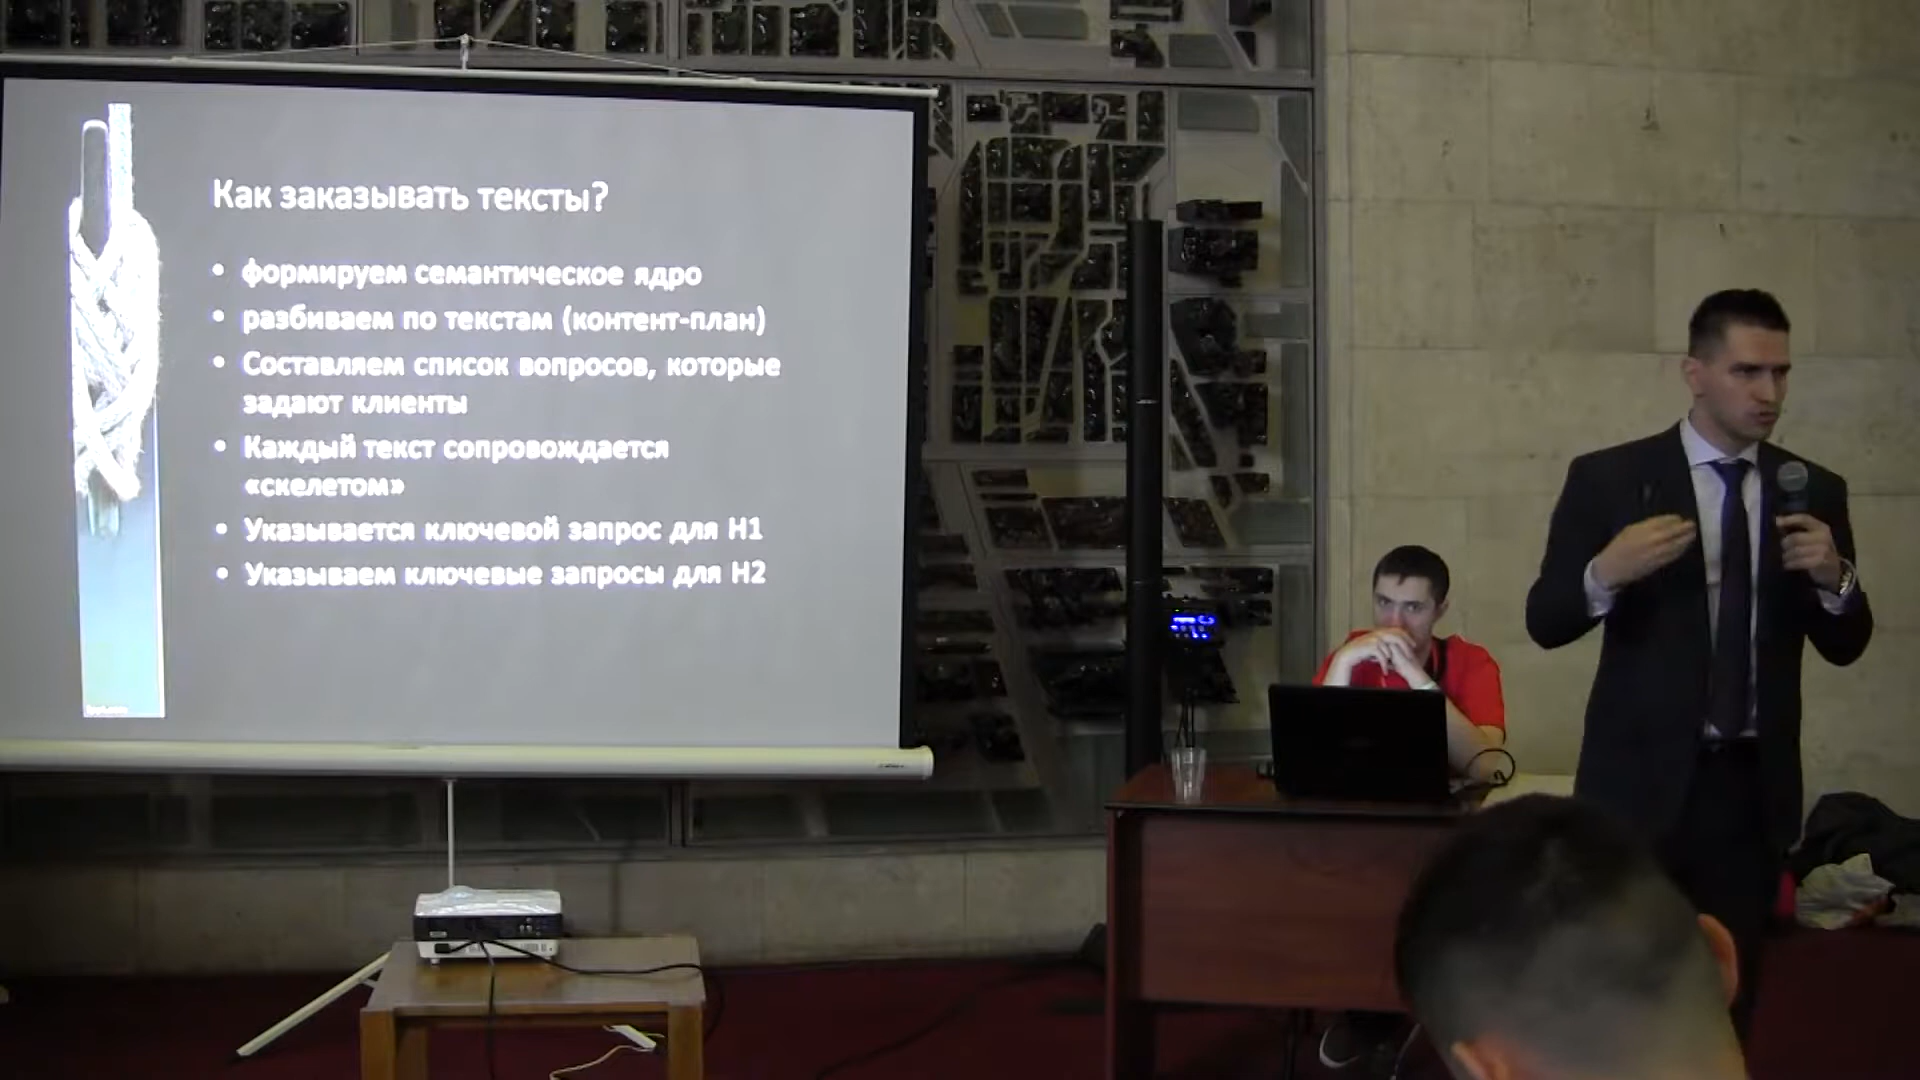 Как заказывать тексты?
• формируем семантическое ядро
• разбиваем по текстам (контент-план)
• Составляем список вопросов, которые
задают клиенты
• Каждый текст сопровождается
«скелетом»
• Указывается ключевой запрос для H1
• Указываем ключевые запросы для H2